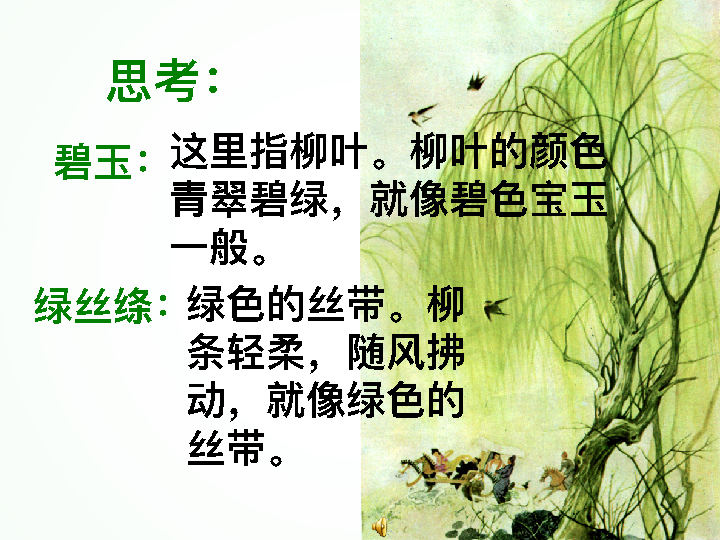 思考：
碧玉：这里指柳叶。柳叶的颜色
青翠碧绿，就像碧色宝玉
一般。
绿丝绦：绿色的丝带。柳
条轻柔，随风拂
动，就像绿色的
丝带。